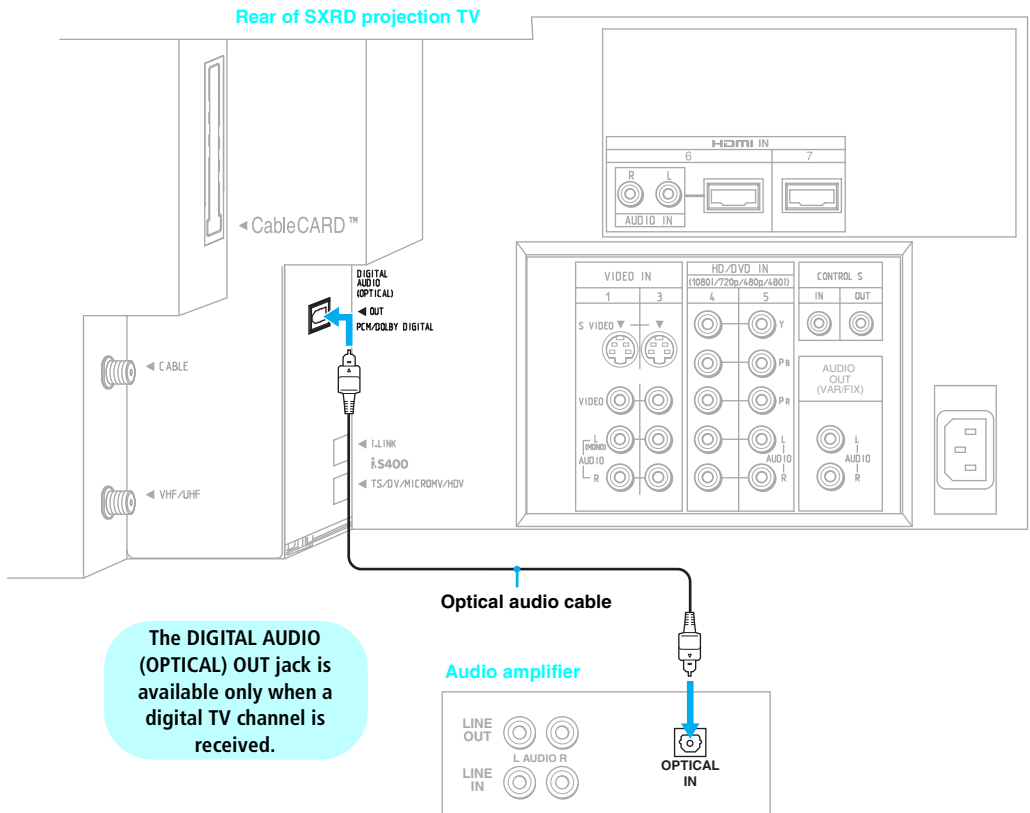 Rear of SXRD projection TV
HDMI IN
6 7
R L
AUDIO IN
◄ CableCARD™
DIGITAL
AUDIO
(OPTICAL)
◄ OUT
PCM/DOLBY DIGITAL
VIDEO IN
1 3
S VIDEO ▼ ▼
VIDEO
L
(MONO)
AUDIO
R
HD/DVD IN
(1080i/720p/480p/480i)
4 5
Y
PB
PR
L
AUDIO
R
CONTROL S
IN OUT
AUDIO
OUT
(VAR/FIX)
L
AUDIO
R
◄ CABLE
◄ i.LINK
S400
◄ TS/DV/MICROMV/HDV
◄ VHF/UHF
Optical audio cable
The DIGITAL AUDIO
(OPTICAL) OUT jack is
available only when a
digital TV channel is
received.
Audio amplifier
LINE
OUT
L AUDIO R
LINE
IN
OPTICAL
IN